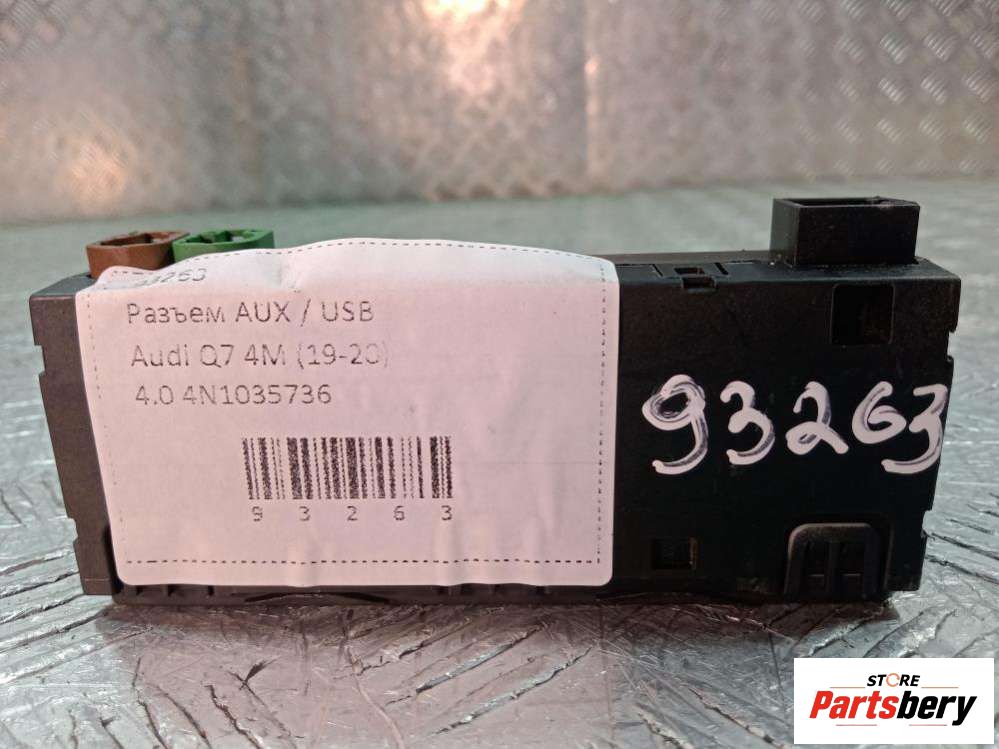 93263
Разъем AUX / USB
Audi Q7 4M (19-20)
4.0 4N1035736
9 3 2 6 3
93263
STORE
Partsbery